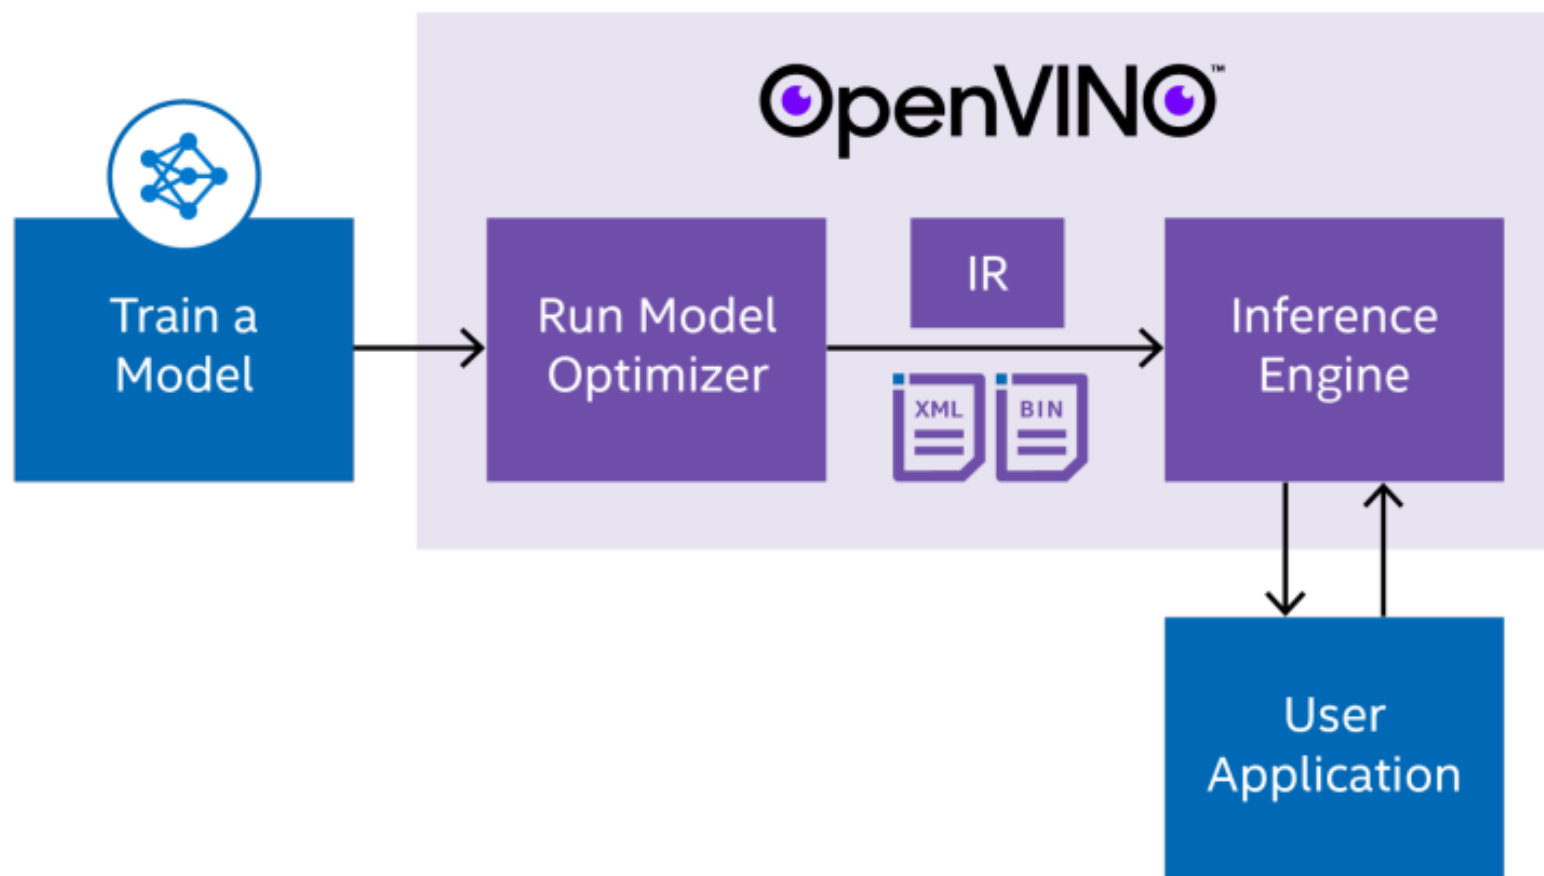 OpenVINO™
Train a
Model
Run Model
Optimizer
IR
XML
BIN
Inference
Engine
User
Application